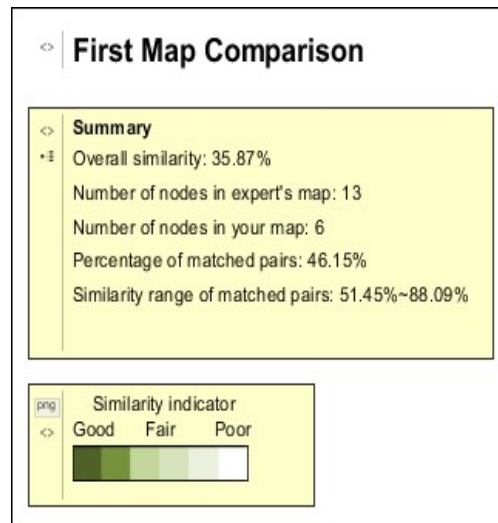 <> First Map Comparison
<> Summary
Overall similarity: 35.87%
Number of nodes in expert's map: 13
Number of nodes in your map: 6
Percentage of matched pairs: 46.15%
Similarity range of matched pairs: 51.45%~88.09%
png Similarity indicator
<> Good Fair Poor